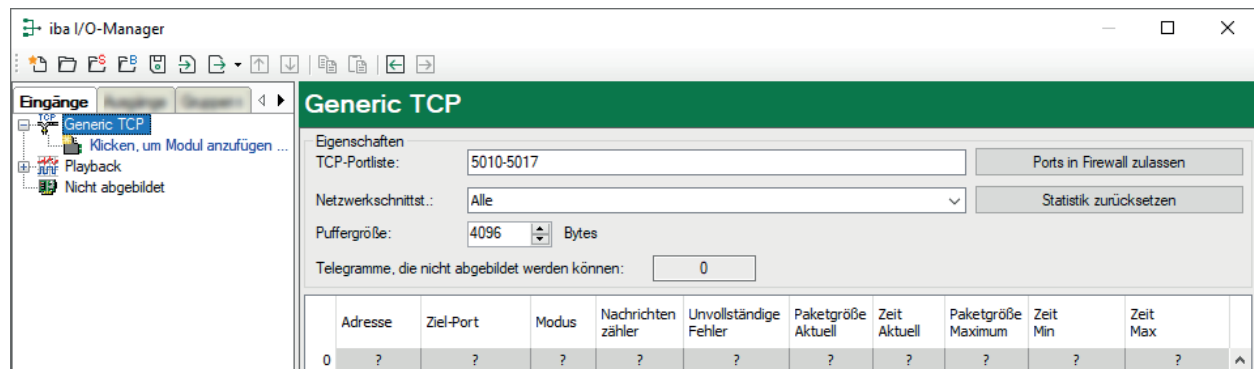 iba I/O-Manager
Eingänge
Generic TCP
Generic TCP
Klicken, um Modul anzufügen ...
Playback
Nicht abgebildet
Eigenschaften
TCP-Portliste: 5010-5017 Ports in Firewall zulassen
Netzwerkschnittst.: Alle Statistik zurücksetzen
Puffergröße: 4096 Bytes
Telegramme, die nicht abgebildet werden können: 0
Adresse Ziel-Port Modus Nachrichten zähler Unvollständige Fehler Paketgröße Aktuell Zeit Aktuell Paketgröße Maximum Zeit Min Zeit Max
0 ? ? ? ? ? ? ? ? ? ?